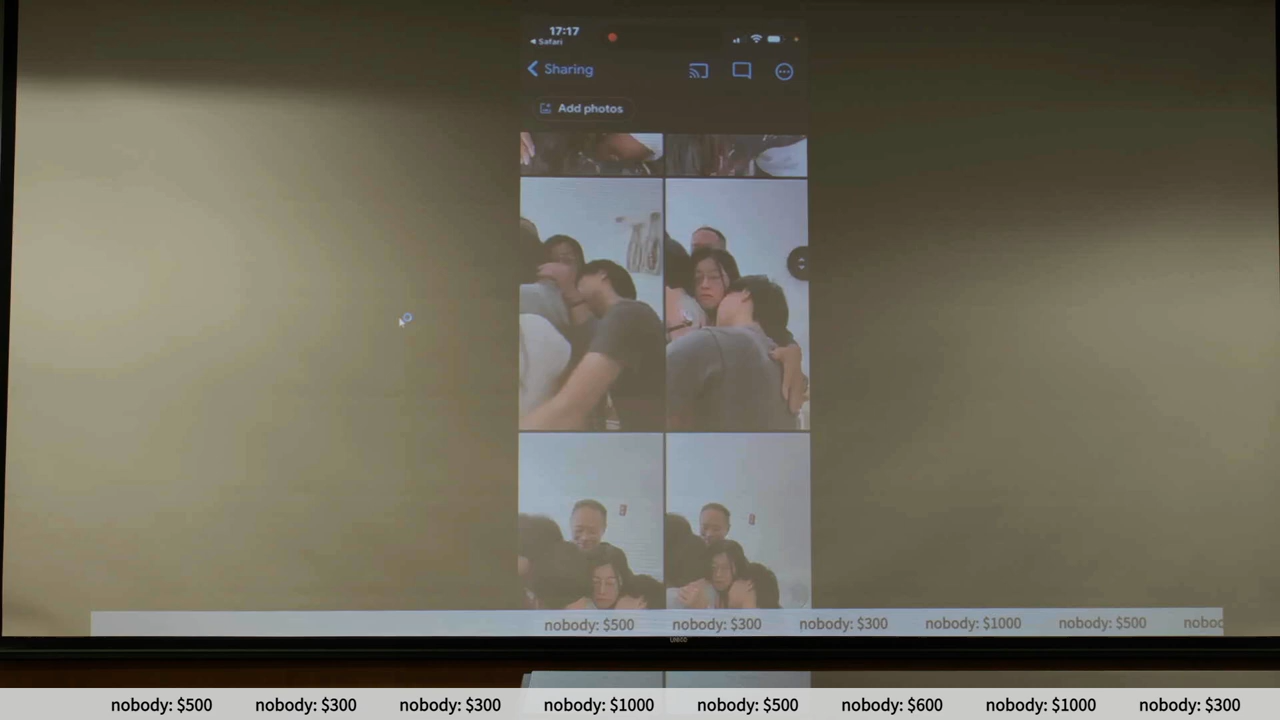 17:17
Safari
Sharing
Add photos
nobody: $500 nobody: $300 nobody: $300 nobody: $1000 nobody: $500
nobody: $500 nobody: $300 nobody: $300 nobody: $1000 nobody: $500 nobody: $600 nobody: $1000 nobody: $300